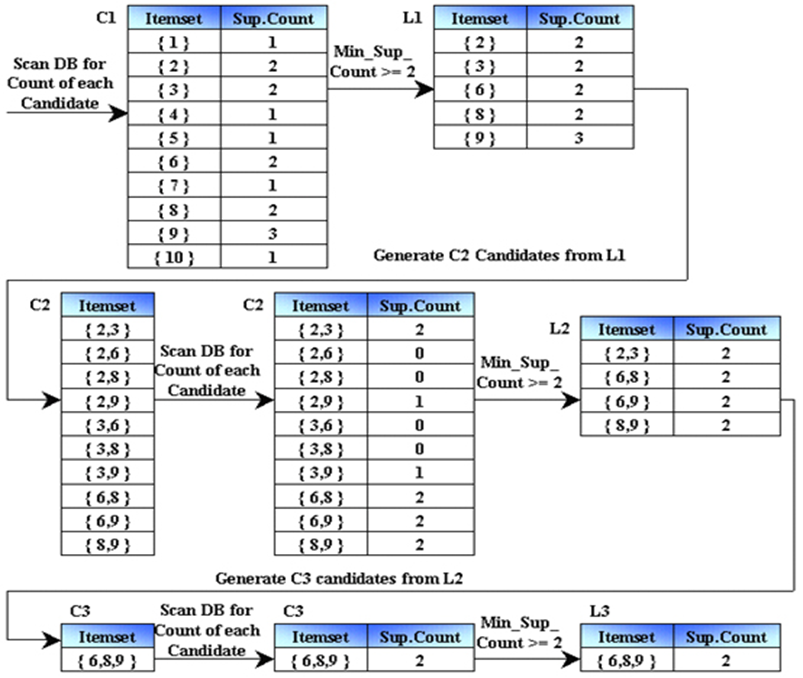 C1
Itemset Sup.Count
{ 1 } 1
{ 2 } 2
{ 3 } 2
{ 4 } 1
{ 5 } 1
{ 6 } 2
{ 7 } 1
{ 8 } 2
{ 9 } 3
{ 10 } 1
Scan DB for
Count of each
Candidate
Min_Sup_
Count >= 2
L1
Itemset Sup.Count
{ 2 } 2
{ 3 } 2
{ 6 } 2
{ 8 } 2
{ 9 } 3
Generate C2 Candidates from L1
C2
Itemset
{ 2,3 }
{ 2,6 }
{ 2,8 }
{ 2,9 }
{ 3,6 }
{ 3,8 }
{ 3,9 }
{ 6,8 }
{ 6,9 }
{ 8,9 }
Scan DB for
Count of each
Candidate
C2
Itemset Sup.Count
{ 2,3 } 2
{ 2,6 } 0
{ 2,8 } 0
{ 2,9 } 1
{ 3,6 } 0
{ 3,8 } 0
{ 3,9 } 1
{ 6,8 } 2
{ 6,9 } 2
{ 8,9 } 2
Min_Sup_
Count >= 2
L2
Itemset Sup.Count
{ 2,3 } 2
{ 6,8 } 2
{ 6,9 } 2
{ 8,9 } 2
Generate C3 candidates from L2
C3
Itemset
{ 6,8,9 }
Scan DB for
Count of each
Candidate
C3
Itemset Sup.Count
{ 6,8,9 } 2
Min_Sup_
Count >= 2
L3
Itemset Sup.Count
{ 6,8,9 } 2